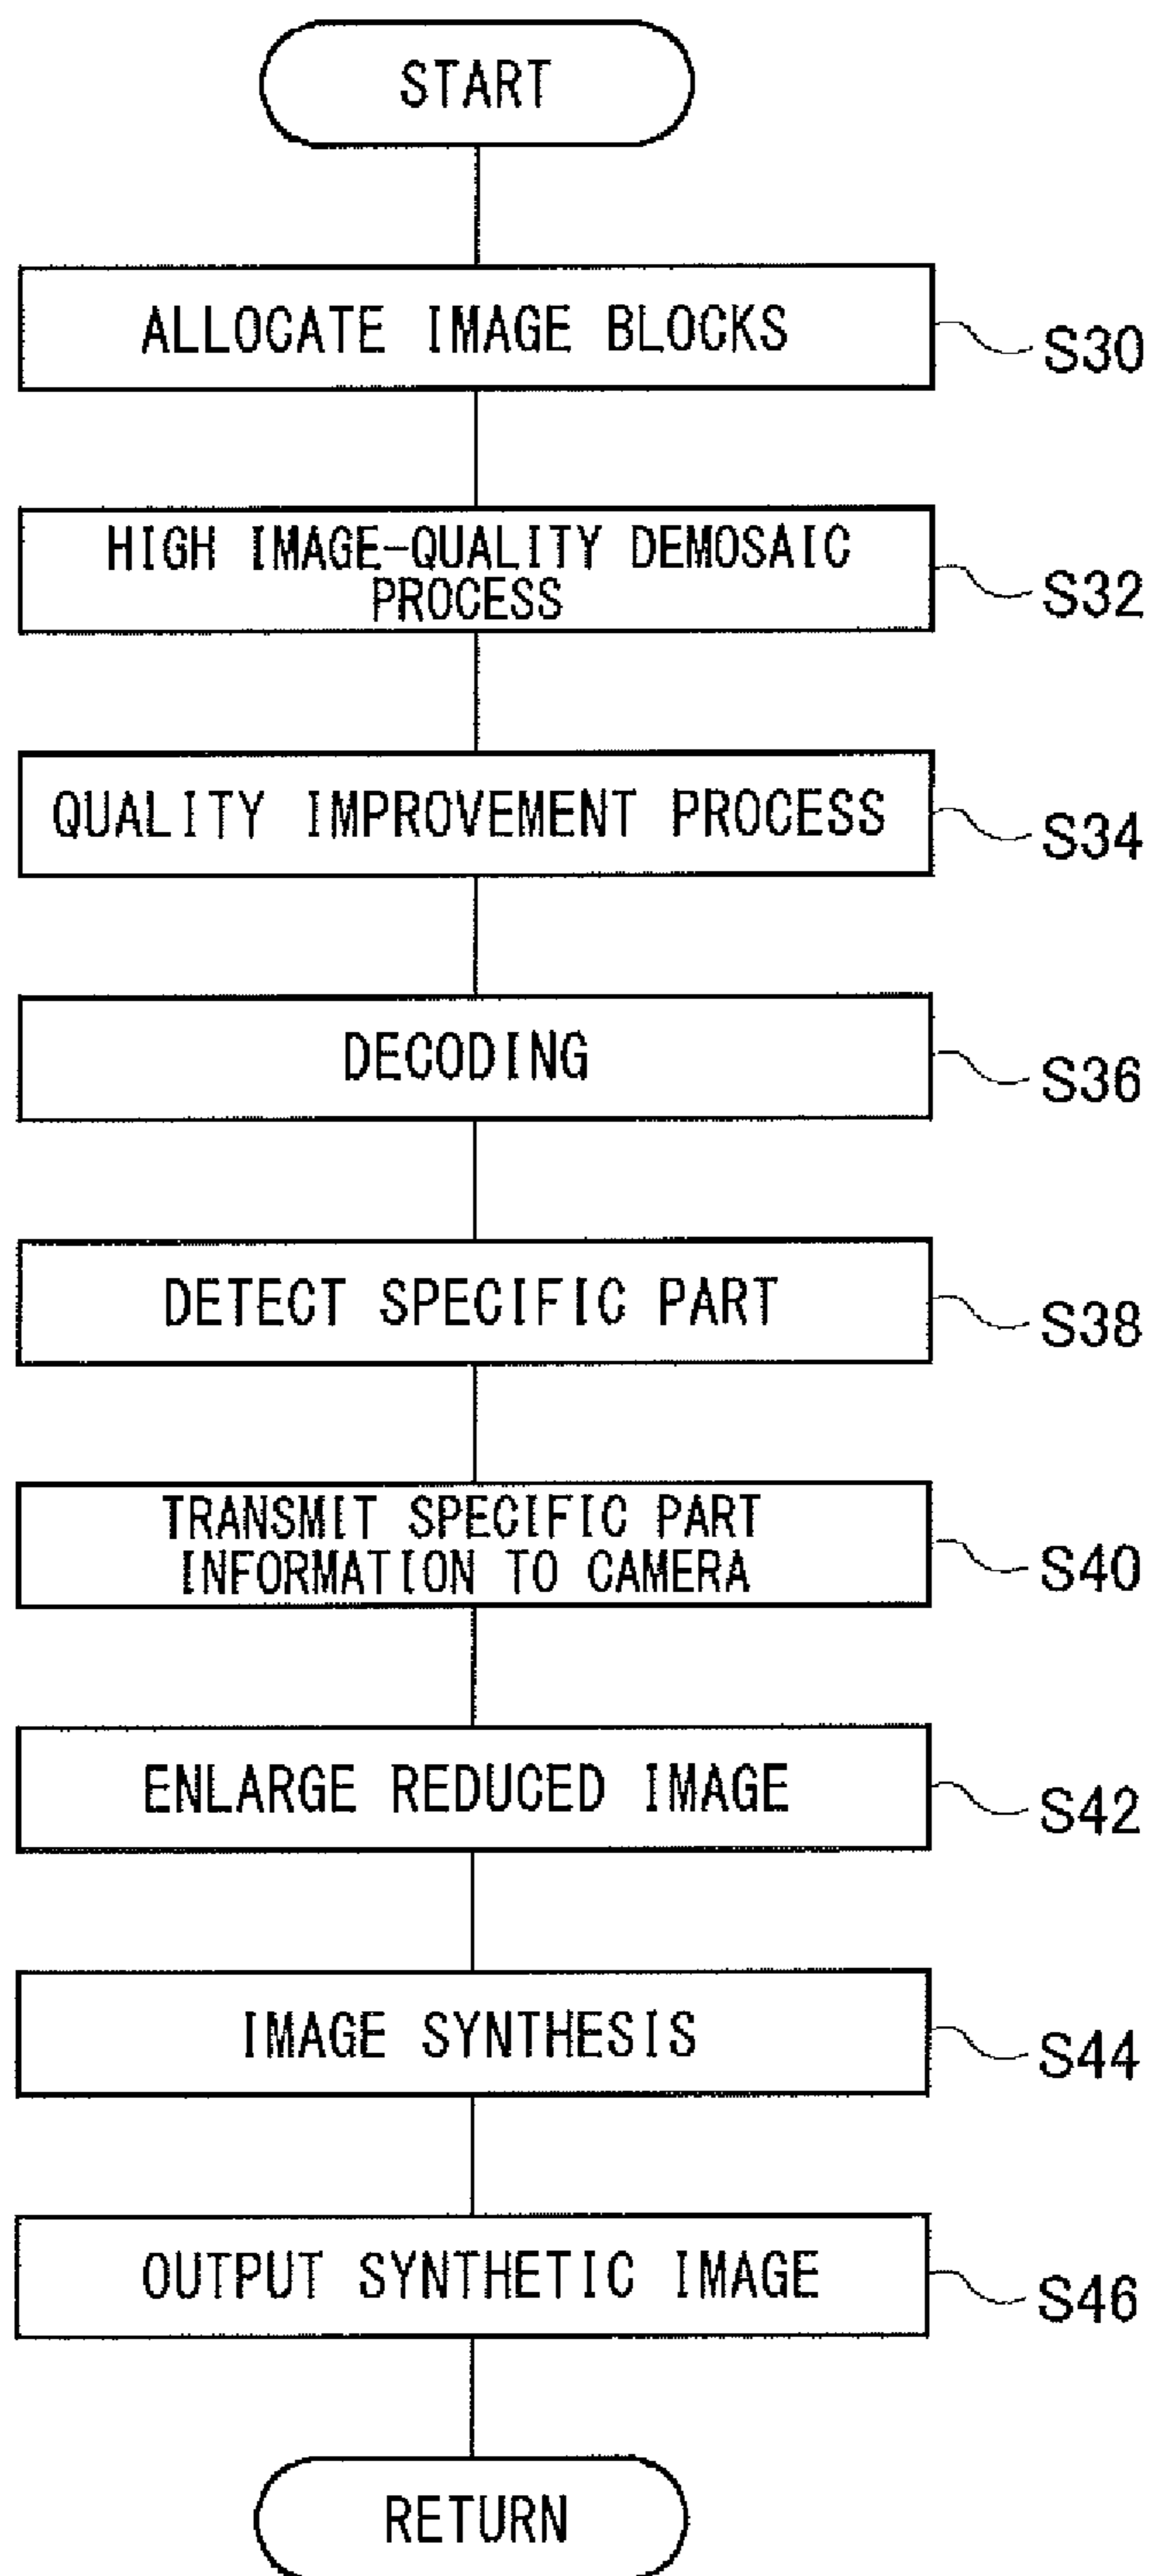 START
ALLOCATE IMAGE BLOCKS
S30
HIGH IMAGE-QUALITY DEMOSAIC
PROCESS
S32
QUALITY IMPROVEMENT PROCESS
S34
DECODING
S36
DETECT SPECIFIC PART
S38
TRANSMIT SPECIFIC PART
INFORMATION TO CAMERA
S40
ENLARGE REDUCED IMAGE
S42
IMAGE SYNTHESIS
S44
OUTPUT SYNTHETIC IMAGE
S46
RETURN